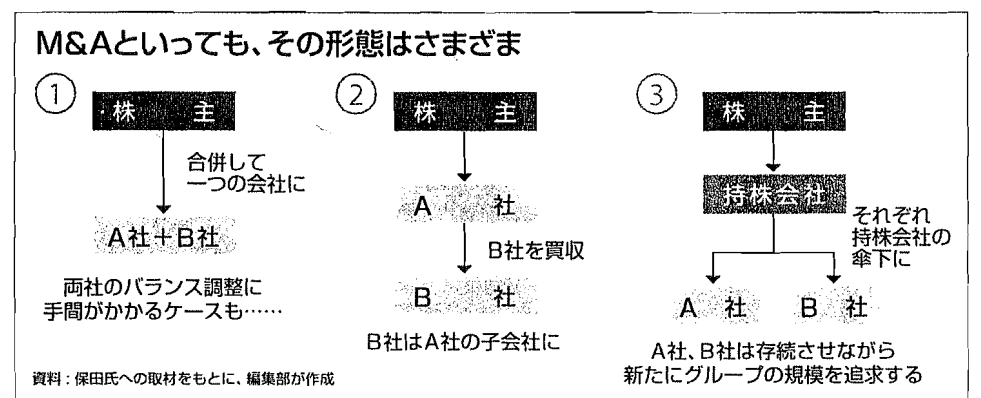 M&Aといっても、その形態はさまざま
①
株 主
合併して
一つの会社に
A社+B社
両社のバランス調整に
手間がかかるケースも……
②
株 主
A 社
B社を買収
B 社
B社はA社の子会社に
③
株 主
持株会社
それぞれ
持株会社の
傘下に
A 社 B 社
A社、B社は存続させながら
新たにグループの規模を追求する
資料:保田氏への取材をもとに、編集部が作成